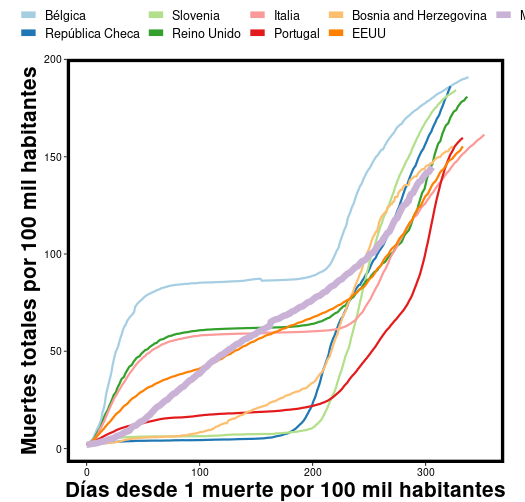 Bélgica Slovenia Italia Bosnia and Herzegovina
República Checa Reino Unido Portugal EEUU
Muertes totales por 100 mil habitantes
200
150
100
50
0
0 100 200 300
Días desde 1 muerte por 100 mil habitantes